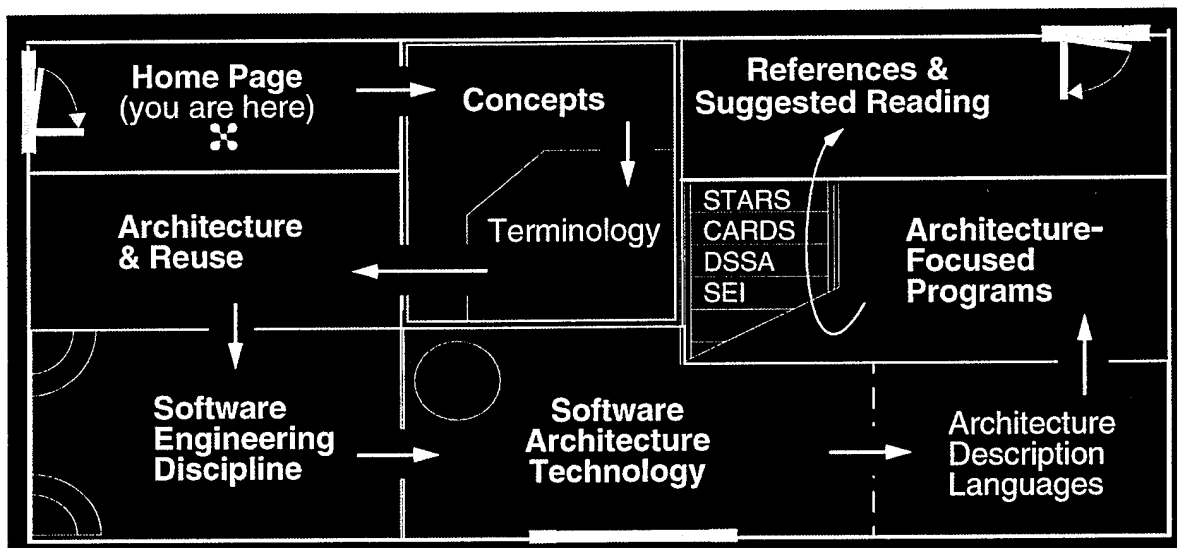 Home Page
(you are here)
Concepts
References &
Suggested Reading
Terminology
Architecture
& Reuse
STARS
CARDS
DSSA
SEI
Architecture-
Focused
Programs
Software
Engineering
Discipline
Software
Architecture
Technology
Architecture
Description
Languages